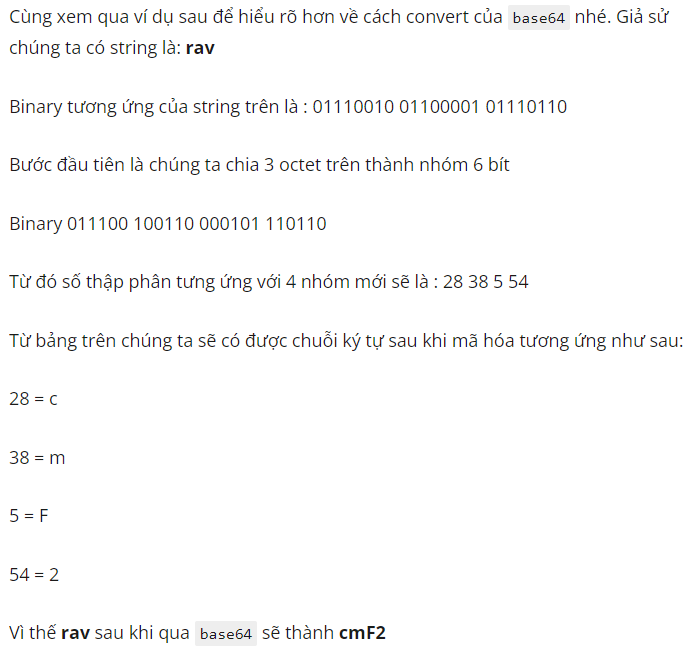 Cùng xem qua ví dụ sau để hiểu rõ hơn về cách convert của base64 nhé. Giả sử
chúng ta có string là: rav
Binary tương ứng của string trên là : 01110010 01100001 01110110
Bước đầu tiên là chúng ta chia 3 octet trên thành nhóm 6 bít
Binary 011100 100110 000101 110110
Từ đó số thập phân tưng ứng với 4 nhóm mới sẽ là : 28 38 5 54
Từ bảng trên chúng ta sẽ có được chuỗi ký tự sau khi mã hóa tương ứng như sau:
28 = c
38 = m
5 = F
54 = 2
Vì thế rav sau khi qua base64 sẽ thành cmF2